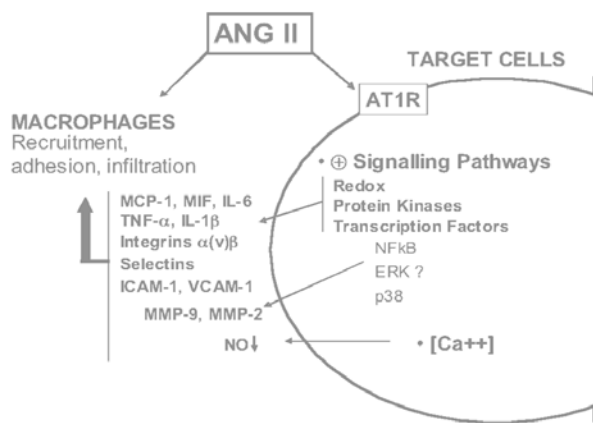 ANG II
TARGET CELLS
AT1R
MACROPHAGES
Recruitment,
adhesion, infiltration
• ⊕ Signalling Pathways
Redox
Protein Kinases
Transcription Factors
NFkB
ERK ?
p38
MCP-1, MIF, IL-6
TNF-α, IL-1β
Integrins α(v)β
Selectins
ICAM-1, VCAM-1
MMP-9, MMP-2
NO↓
• [Ca++]